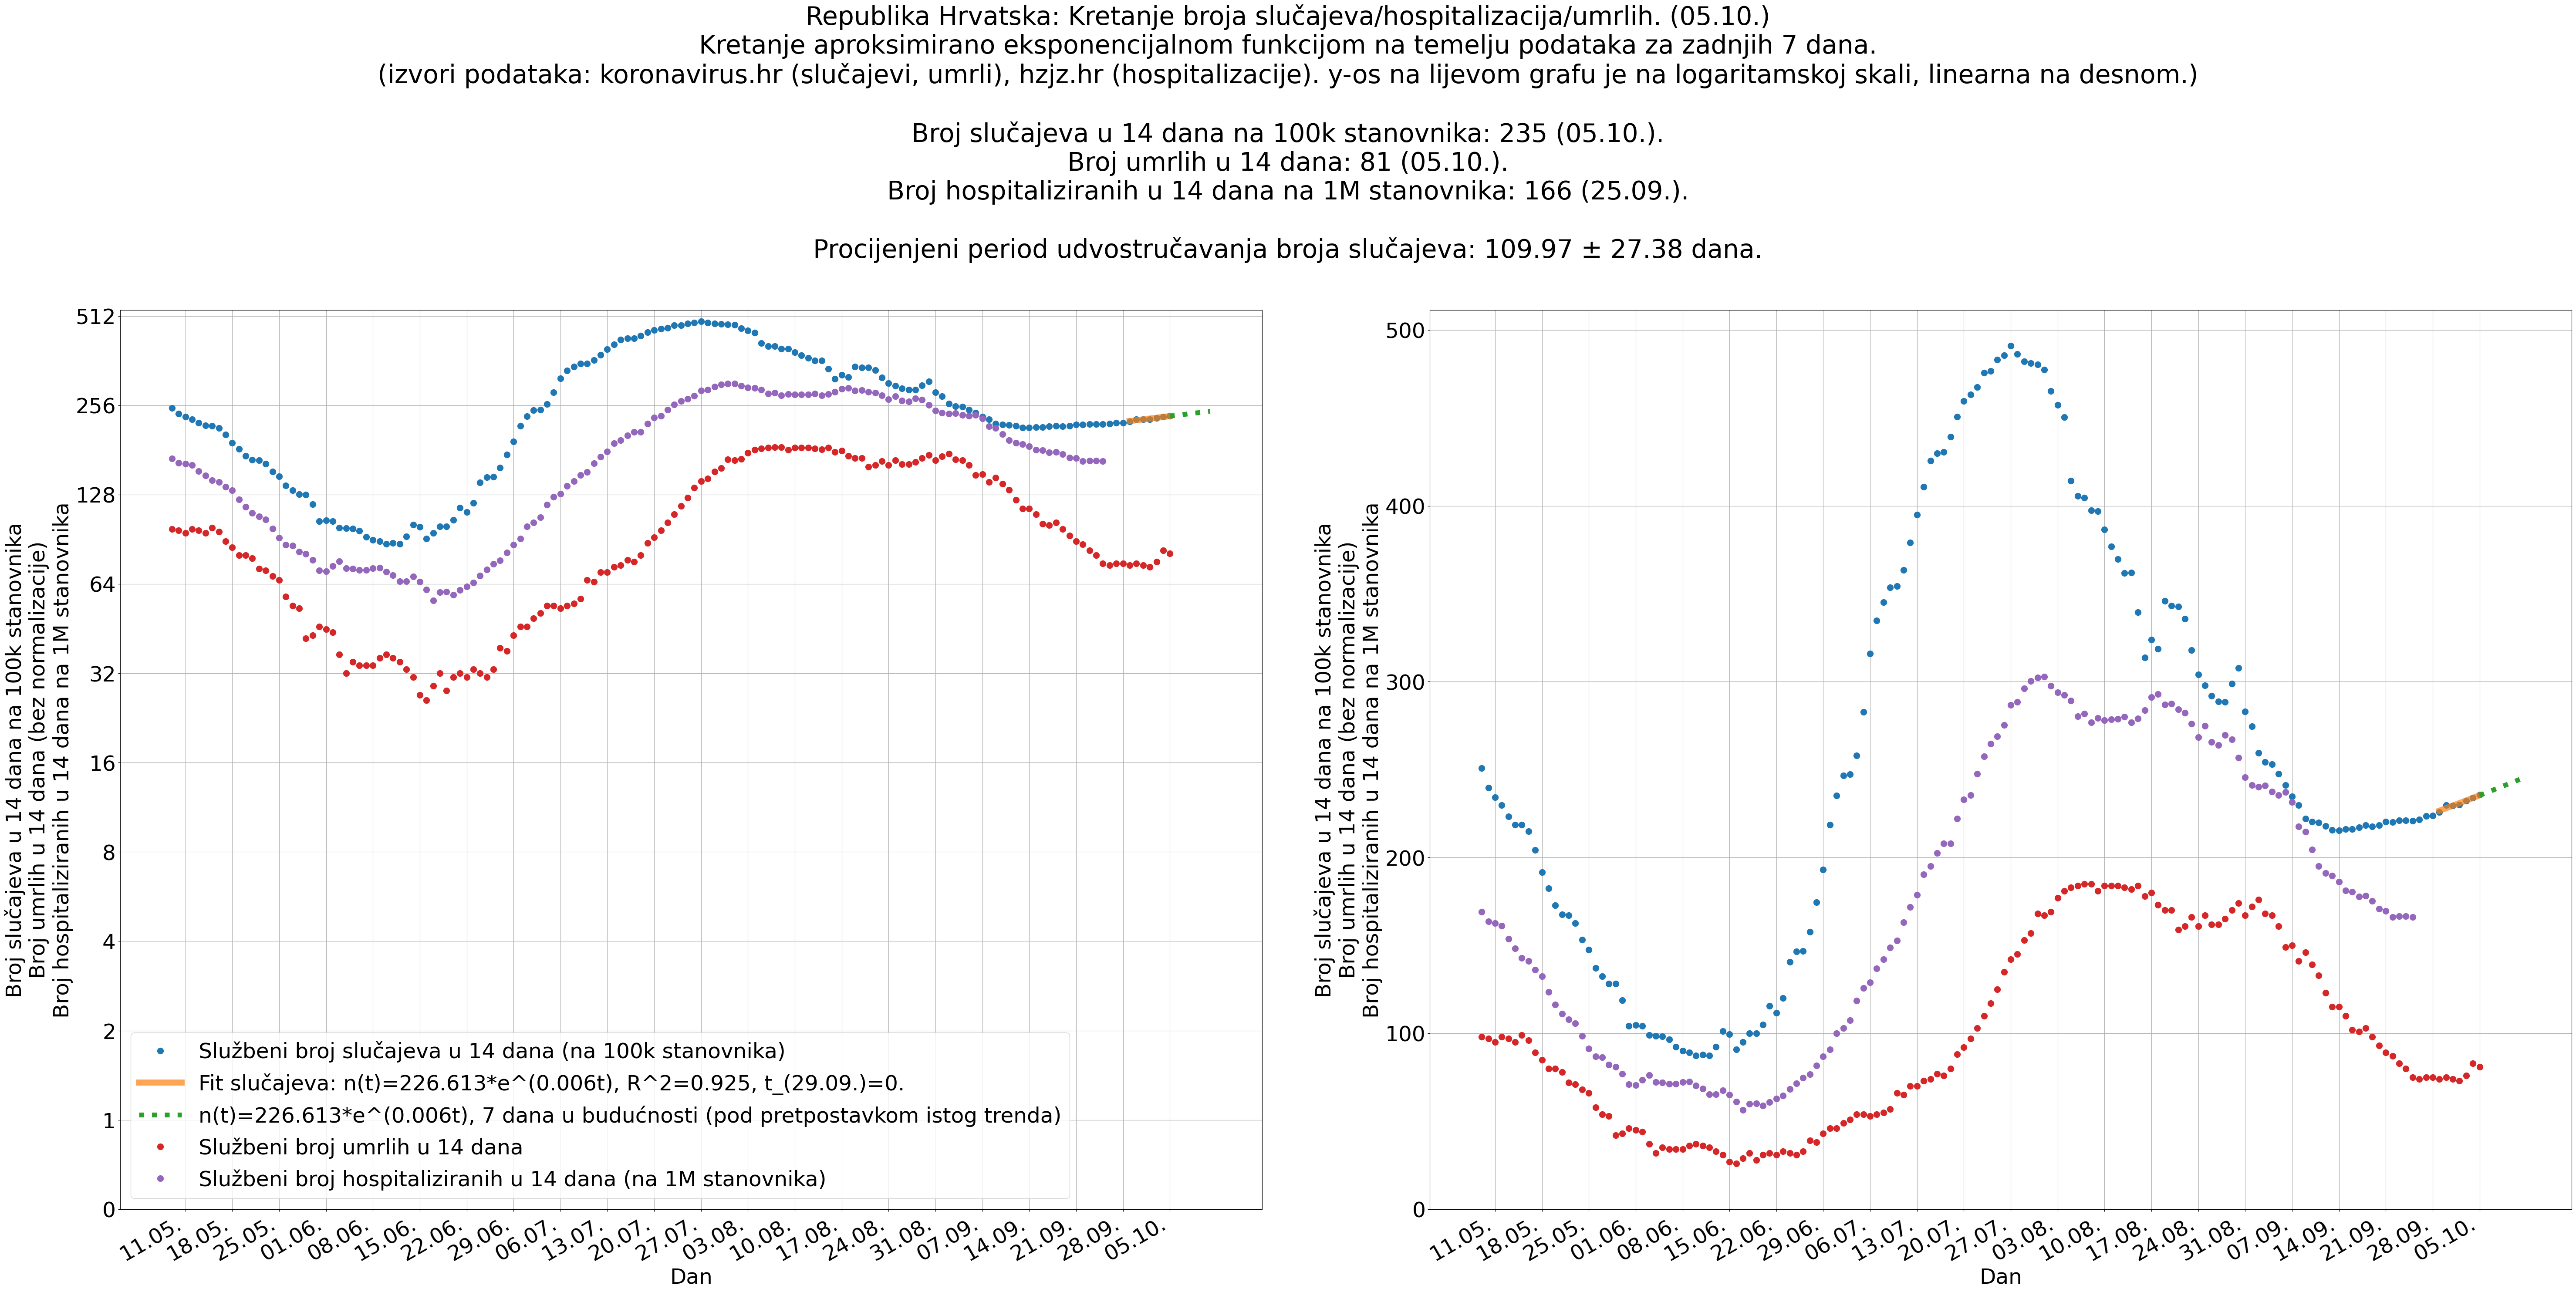 Republika Hrvatska: Kretanje broja slučajeva/hospitalizacija/umrlih. (05.10.)
Kretanje aproksimirano eksponencijalnom funkcijom na temelju podataka za zadnjih 7 dana.
(izvori podataka: koronavirus.hr (slučajevi, umrli), hzjz.hr (hospitalizacije). y-os na lijevom grafu je na logaritamskoj skali, linearna na desnom.)
Broj slučajeva u 14 dana na 100k stanovnika: 235 (05.10.).
Broj umrlih u 14 dana: 81 (05.10.).
Broj hospitaliziranih u 14 dana na 1M stanovnika: 166 (25.09.).
Procijenjeni period udvostručavanja broja slučajeva: 109.97 ± 27.38 dana.
Broj slučajeva u 14 dana na 100k stanovnika
Broj umrlih u 14 dana (bez normalizacije)
Broj hospitaliziranih u 14 dana na 1M stanovnika
512
256
128
64
32
16
8
4
2
1
0
Službeni broj slučajeva u 14 dana (na 100k stanovnika)
Fit slučajeva: n(t)=226.613*e^(0.006t), R^2=0.925, t_(29.09.)=0.
n(t)=226.613*e^(0.006t), 7 dana u budućnosti (pod pretpostavkom istog trenda)
Službeni broj umrlih u 14 dana
Službeni broj hospitaliziranih u 14 dana (na 1M stanovnika)
11.05. 18.05. 25.05. 01.06. 08.06. 15.06. 22.06. 29.06. 06.07. 13.07. 20.07. 27.07. 03.08. 10.08. 17.08. 24.08. 31.08. 07.09. 14.09. 21.09. 28.09. 05.10.
Dan
Broj slučajeva u 14 dana na 100k stanovnika
Broj umrlih u 14 dana (bez normalizacije)
Broj hospitaliziranih u 14 dana na 1M stanovnika
500
400
300
200
100
0
11.05. 18.05. 25.05. 01.06. 08.06. 15.06. 22.06. 29.06. 06.07. 13.07. 20.07. 27.07. 03.08. 10.08. 17.08. 24.08. 31.08. 07.09. 14.09. 21.09. 28.09. 05.10.
Dan